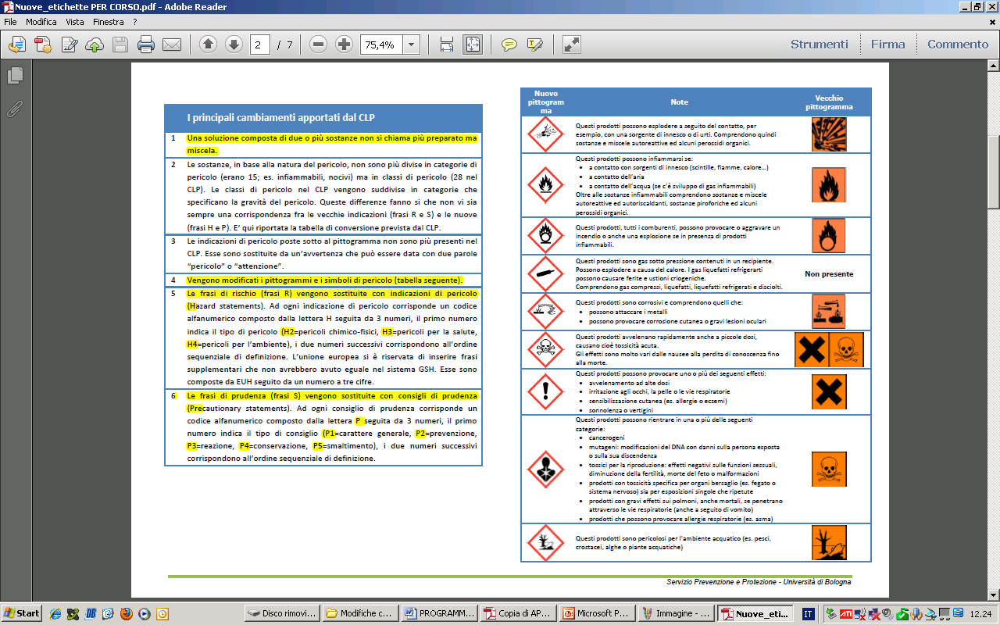 Nuove_etichette PER CORSO.pdf - Adobe Reader
File Modifica Vista Finestra ?
2 / 7
75,4%
Strumenti Firma Commento
I principali cambiamenti apportati dal CLP
1 Una soluzione composta di due o più sostanze non si chiama più preparato ma
miscela.
2 Le sostanze, in base alla natura del pericolo, non sono più divise in categorie di
pericolo (erano 15; es. infiammabili, nocivi) ma in classi di pericolo (28 nel
CLP). Le classi di pericolo nel CLP vengono suddivise in categorie che
specificano la gravità del pericolo. Queste differenze fanno si che non vi sia
sempre una corrispondenza fra le vecchie indicazioni (frasi R e S) e le nuove
(frasi H e P). E' qui riportata la tabella di conversione prevista dal CLP.
3 Le indicazioni di pericolo poste sotto al pittogramma non sono più presenti nel
CLP. Esse sono sostituite da un'avvertenza che può essere data con due parole
"pericolo" o "attenzione".
4 Vengono modificati i pittogrammi e i simboli di pericolo (tabella seguente).
5 Le frasi di rischio (frasi R) vengono sostituite con indicazioni di pericolo
(Hazard statements). Ad ogni indicazione di pericolo corrisponde un codice
alfanumerico composto dalla lettera H seguita da 3 numeri, il primo numero
indica il tipo di pericolo (H2=pericoli chimico-fisici, H3=pericoli per la salute,
H4=pericoli per l'ambiente), i due numeri successivi corrispondono all'ordine
sequenziale di definizione. L'unione europea si è riservata di inserire frasi
supplementari che non avrebbero avuto eguale nel sistema GSH. Esse sono
composte da EUH seguito da un numero a tre cifre.
6 Le frasi di prudenza (frasi S) vengono sostituite con consigli di prudenza
(Precautionary statements). Ad ogni consiglio di prudenza corrisponde un
codice alfanumerico composto dalla lettera P seguita da 3 numeri, il primo
numero indica il tipo di consiglio (P1=carattere generale, P2=prevenzione,
P3=reazione, P4=conservazione, P5=smaltimento), i due numeri successivi
corrispondono all'ordine sequenziale di definizione.
Nuovo
pittogram
ma
Note
Vecchio
pittogramma
Questi prodotti possono esplodere a seguito del contatto, per
esempio, con una sorgente di innesco o di urti. Comprendono quindi
sostanze e miscele autoreattive ed alcuni perossidi organici.
Questi prodotti possono infiammarsi se:
• a contatto con sorgenti di innesco (scintille, fiamme, calore…)
• a contatto dell'aria
• a contatto dell'acqua (se c'è sviluppo di gas infiammabili)
Oltre alle sostanze infiammabili comprendono sostanze e miscele
autoreattive ed autoriscaldanti, sostanze piroforiche ed alcuni
perossidi organici.
Questi prodotti, tutti i comburenti, possono provocare o aggravare un
incendio o anche una esplosione se in presenza di prodotti
infiammabili.
Questi prodotti sono gas sotto pressione contenuti in un recipiente.
Possono esplodere a causa del calore. I gas liquefatti refrigerarti
possono causare ferite e ustioni criogeniche.
Comprendono gas compressi, liquefatti, liquefatti refrigerati e disciolti.
Non presente
Questi prodotti sono corrosivi e comprendono quelli che:
• possono attaccare i metalli
• possono provocare corrosione cutanea o gravi lesioni oculari
Questi prodotti avvelenano rapidamente anche a piccole dosi,
causano cioè tossicità acuta.
Gli effetti sono molto vari dalle nausee alla perdita di conoscenza fino
alla morte.
Questi prodotti possono provocare uno o più dei seguenti effetti:
• avvelenamento ad alte dosi
• irritazione agli occhi, la pelle o le vie respiratorie
• sensibilizzazione cutanea (es. allergie o eczemi)
• sonnolenza o vertigini
Questi prodotti possono rientrare in una o più delle seguenti
categorie:
• cancerogeni
• mutageni: modificazioni del DNA con danni sulla persona esposta
o sulla sua discendenza
• tossici per la riproduzione: effetti negativi sulle funzioni sessuali,
diminuzione della fertilità, morte del feto o malformazioni
• prodotti con tossicità specifica per organi bersaglio (es. fegato o
sistema nervoso) sia per esposizioni singole che ripetute
• prodotti con gravi effetti sui polmoni, anche mortali, se penetrano
attraverso le vie respiratorie (anche a seguito di vomito)
• prodotti che possono provocare allergie respiratorie (es. asma)
Questi prodotti sono pericolosi per l'ambiente acquatico (es. pesci,
crostacei, alghe o piante acquatiche)
Servizio Prevenzione e Protezione - Università di Bologna
Start Disco rimovi... Modifiche c... PROGRAMM... Copia di AP... Microsoft P... Immagine - ... Nuove_eti... IT 12.24